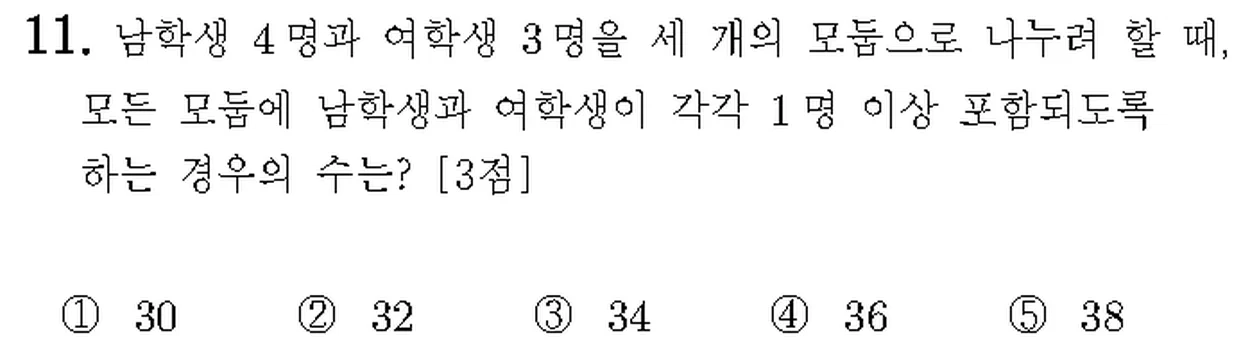 11. 남학생 4명과 여학생 3명을 세 개의 모둠으로 나누려 할 때,
모든 모둠에 남학생과 여학생이 각각 1명 이상 포함되도록
하는 경우의 수는? [3점]
① 30 ② 32 ③ 34 ④ 36 ⑤ 38